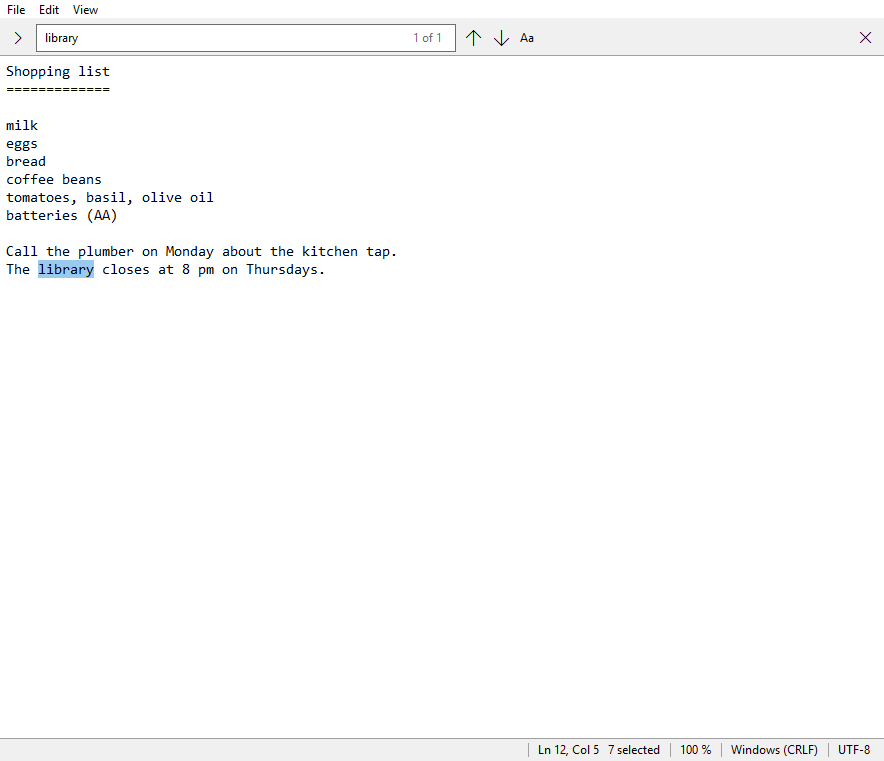 File Edit View
library 1 of 1 Aa
Shopping list
=============
milk
eggs
bread
coffee beans
tomatoes, basil, olive oil
batteries (AA)
Call the plumber on Monday about the kitchen tap.
The library closes at 8 pm on Thursdays.
Ln 12, Col 5 7 selected 100 % Windows (CRLF) UTF-8